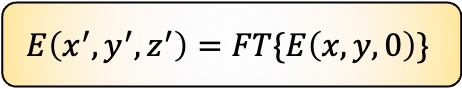 E(x′,y′,z′) = FT{E(x,y,0)}